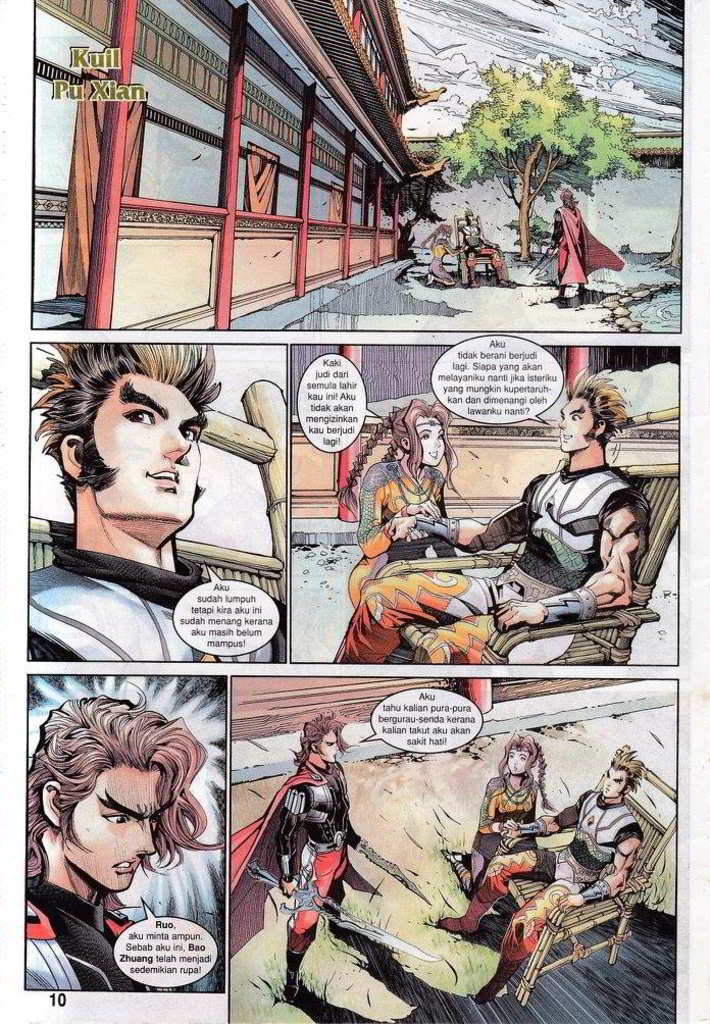 Kuil
Pu Xian
Aku
sudah lumpuh
tetapi kira aku ini
sudah menang kerana
aku masih belum
mampus!
Kaki
judi dari
semula lahir
kau ini! Aku
tidak akan
mengizinkan
kau berjudi
lagi!
Aku
tidak berani berjudi
lagi. Siapa yang akan
melayaniku nanti jika isteriku
yang mungkin kupertaruh-
kan dan dimenangi oleh
lawanku nanti?
Ruo,
aku minta ampun.
Sebab aku ini, Bao
Zhuang telah menjadi
sedemikian rupa!
Aku
tahu kalian pura-pura
bergurau-senda kerana
kalian takut aku akan
sakit hati!
10